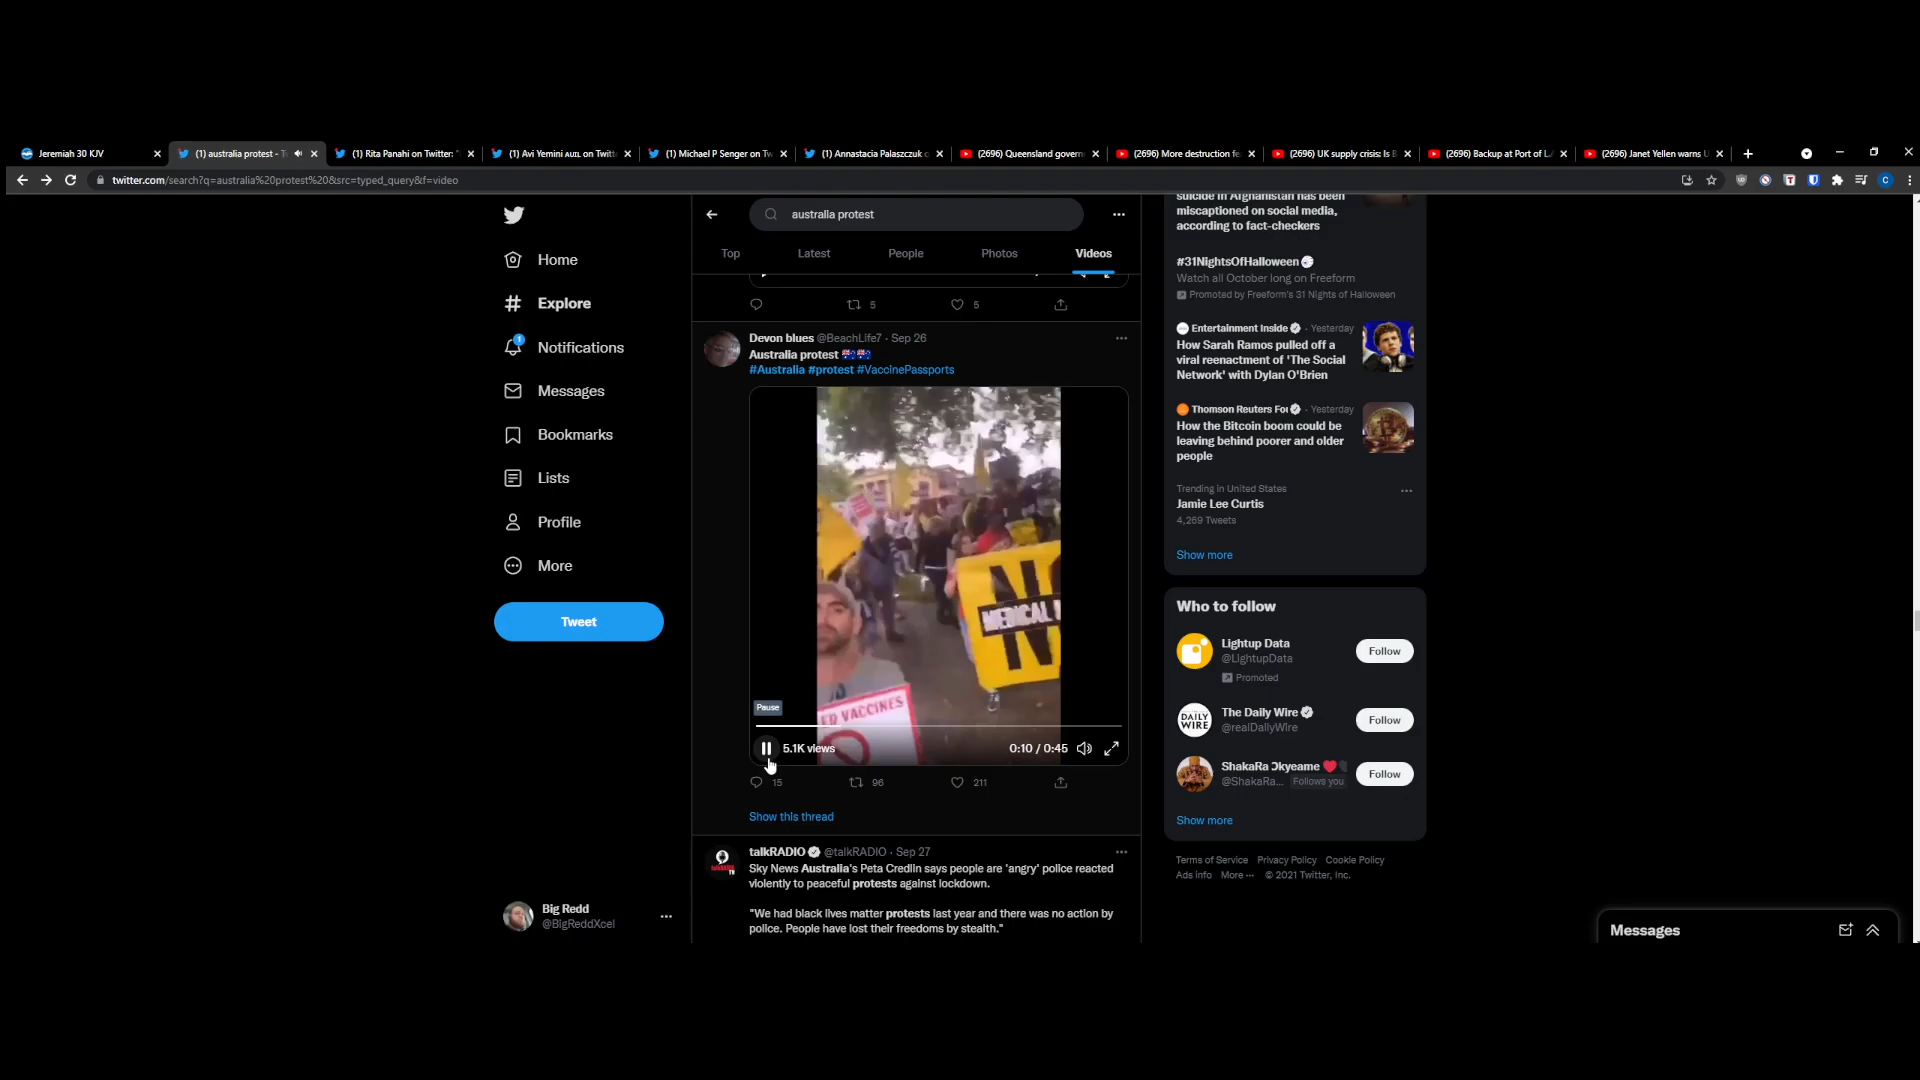 Jeremiah 30 KJV
(1) australia protest - T
(1) Rita Panahi on Twitter: "
(1) Avi Yemini
on Twitt
(1) Michael P Senger on Tw
(1) Annastacia Palaszczuk o
(2696) Queensland govern
(2696) More destruction fe
(2696) UK supply crisis: Is B
(2696) Backup at Port of L
(2696) Janet Yellen warns U
twitter.com/search?q=australia%20protest%20&src=typed_query&f=video
Home
Explore
1
Notifications
Messages
Bookmarks
Lists
Profile
More
Tweet
Big Redd
@BigReddXcel
australia protest
Top
Latest
People
Photos
Videos
5
5
Devon blues @BeachLife7 · Sep 26
Australia protest
#Australia #protest #VaccinePassports
NO
MEDICAL
ED VACCINES
Pause
5.1K views
0:10 / 0:45
15
96
211
Show this thread
talkRADIO @talkRADIO · Sep 27
Sky News Australia's Peta Credlin says people are 'angry' police reacted
violently to peaceful protests against lockdown.
"We had black lives matter protests last year and there was no action by
police. People have lost their freedoms by stealth."
suicide in Afghanistan has been
miscaptioned on social media,
according to fact-checkers
#31NightsOfHalloween
Watch all October long on Freeform
Promoted by Freeform's 31 Nights of Halloween
Entertainment Inside · Yesterday
How Sarah Ramos pulled off a
viral reenactment of 'The Social
Network' with Dylan O'Brien
Thomson Reuters Fou · Yesterday
How the Bitcoin boom could be
leaving behind poorer and older
people
Trending in United States
Jamie Lee Curtis
4,269 Tweets
Show more
Who to follow
Lightup Data
@LightupData
Promoted
Follow
DAILY
WIRE
The Daily Wire
@realDailyWire
Follow
ShakaRa Ɔkyeame
@ShakaRa... Follows you
Follow
Show more
Terms of Service Privacy Policy Cookie Policy
Ads info More ··· © 2021 Twitter, Inc.
Messages